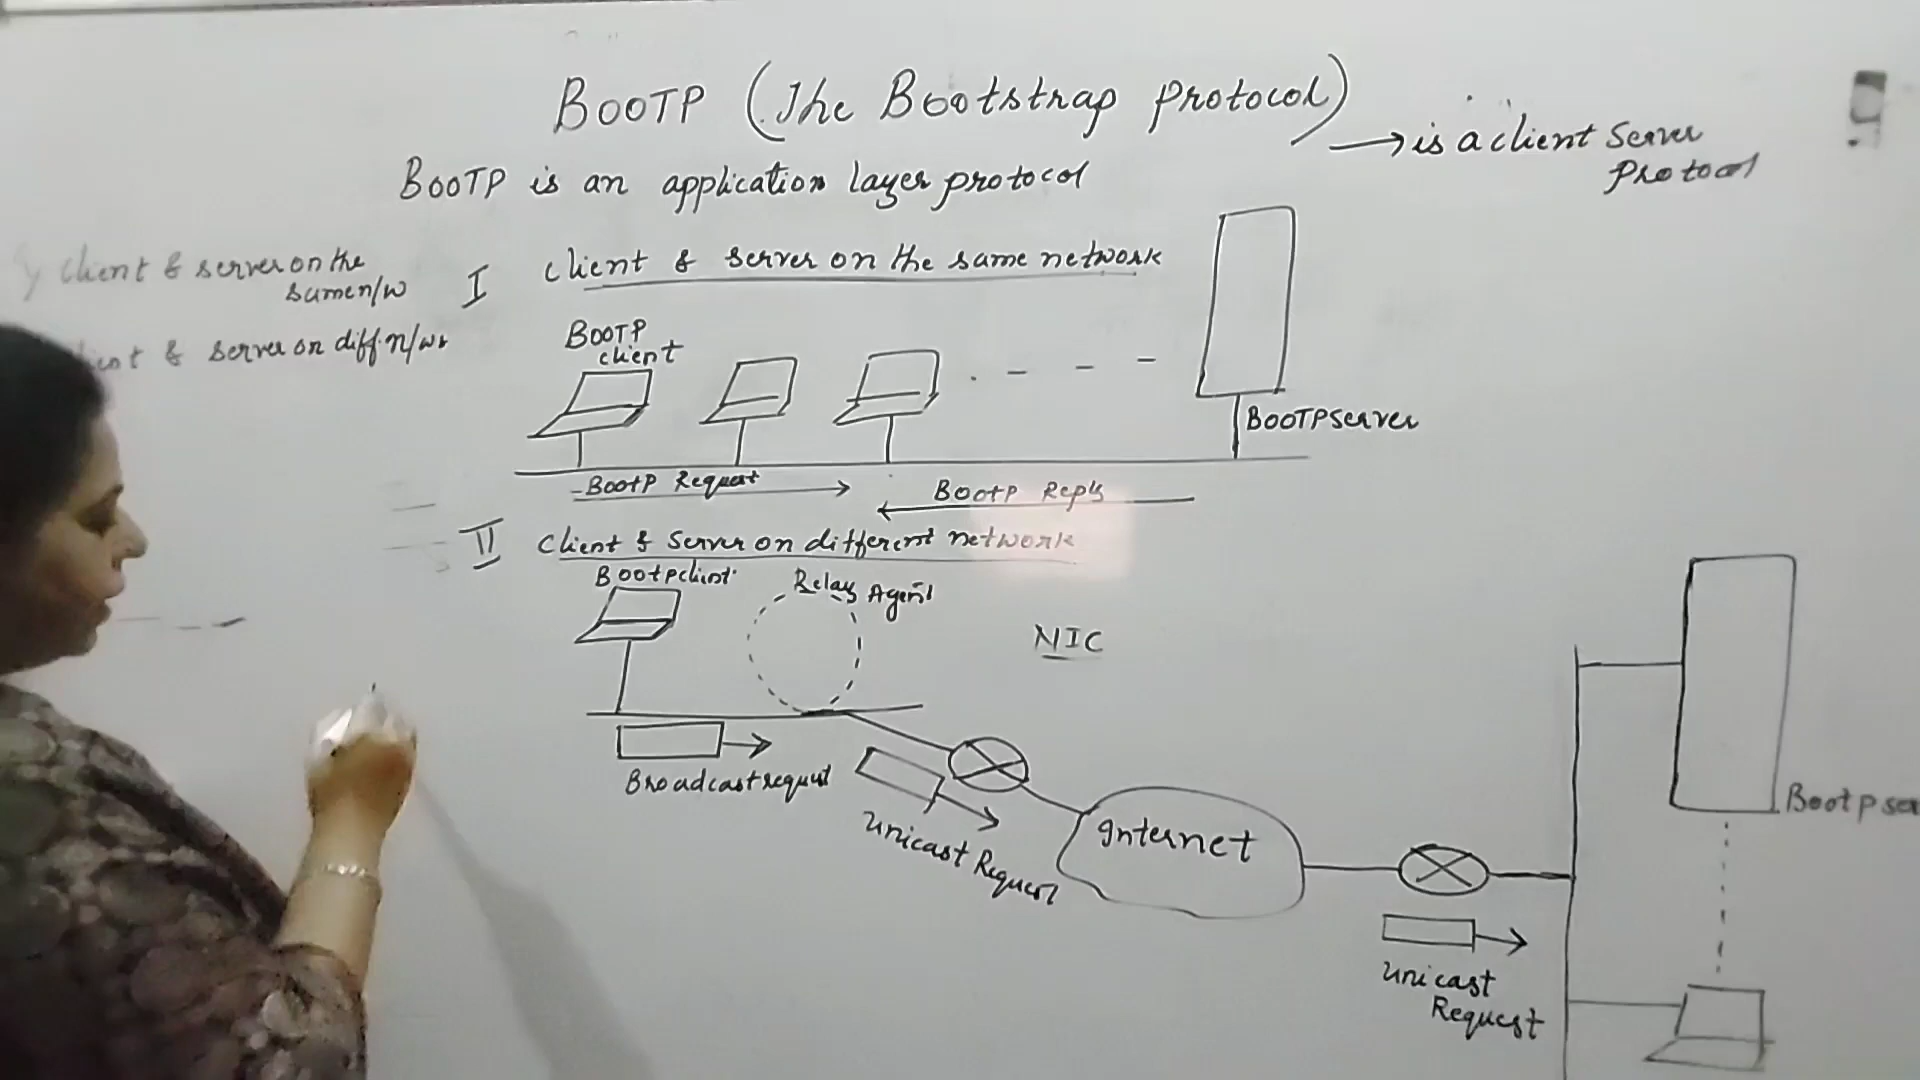 BOOTP (The Bootstrap protocol)
→ is a client server
protocol
BOOTP is an application layer protocol
client & server on the
same n/w
& server on diff. n/ws
I client & server on the same network
BOOTP
client
BOOTP server
BootP Request
BootP Reply
II Client & Server on different network
Bootp client
Relay Agent
NIC
Broadcast request
Unicast Request
Internet
Bootp ser
Unicast
Request